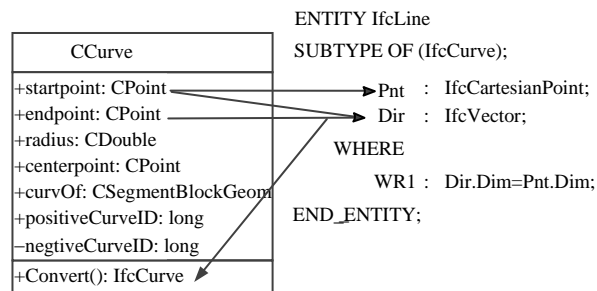 CCurve
+startpoint: CPoint
+endpoint: CPoint
+radius: CDouble
+centerpoint: CPoint
+curvOf: CSegmentBlockGeom
+positiveCurveID: long
−negtiveCurveID: long
+Convert(): IfcCurve
ENTITY IfcLine
SUBTYPE OF (IfcCurve);
Pnt : IfcCartesianPoint;
Dir : IfcVector;
WHERE
WR1 : Dir.Dim=Pnt.Dim;
END_ENTITY;